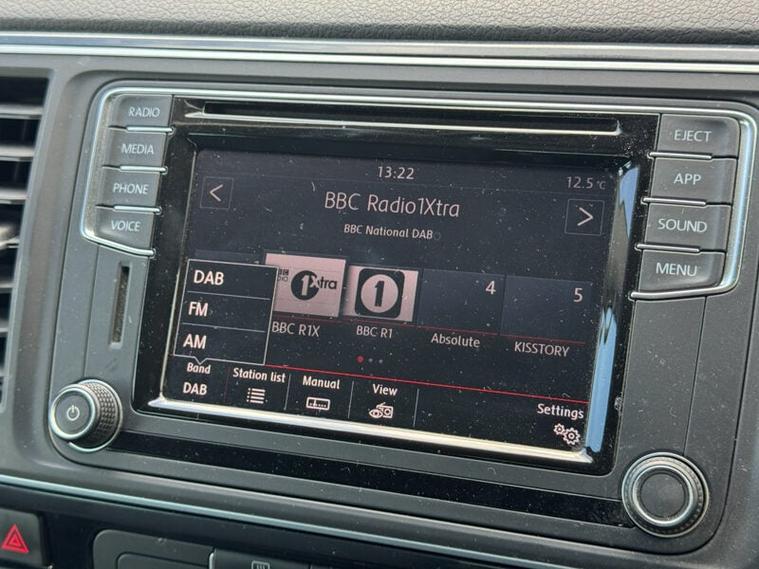 RADIO
MEDIA
PHONE
VOICE
EJECT
APP
SOUND
MENU
13:22
12.5°C
<
BBC Radio1Xtra
>
BBC National DAB
DAB
FM
AM
1Xtra
1
4
5
BBC R1X
BBC R1
Absolute
KISSTORY
Band
DAB
Station list
Manual
View
Settings